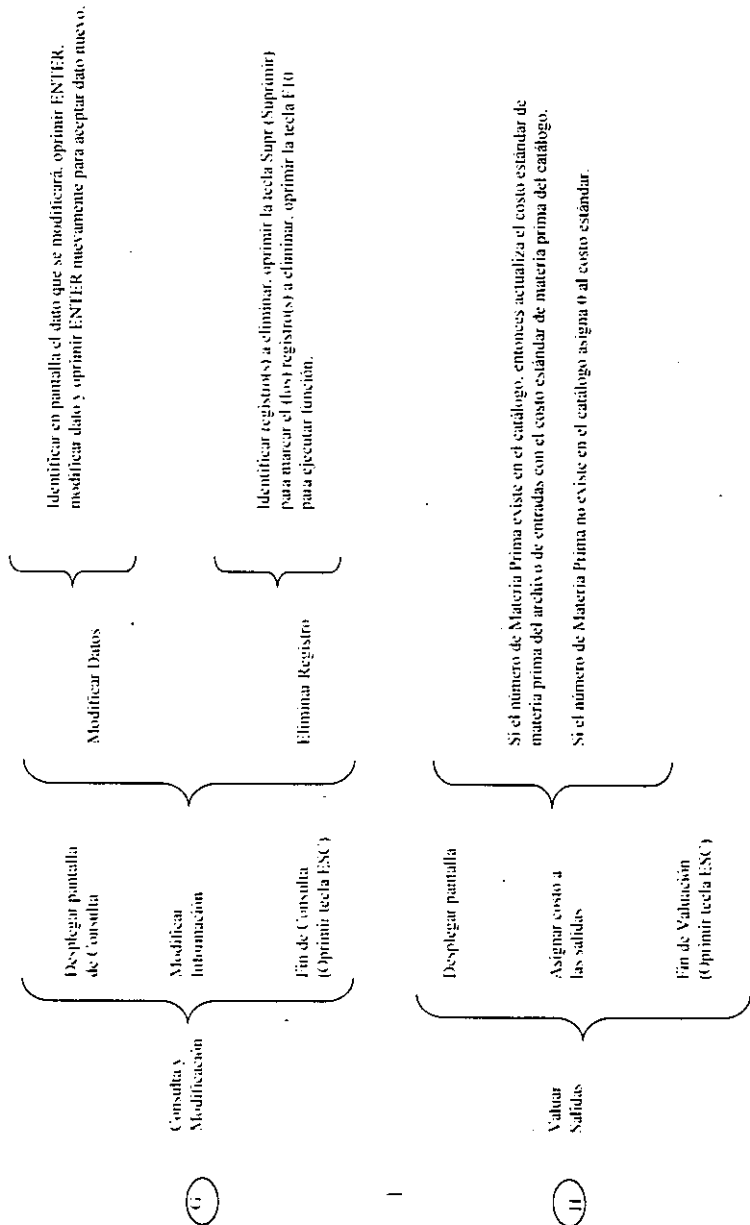 G
Consulta y
Modificación
Desplegar pantalla
de Consulta
Modificar
Información
Fin de Consulta
(Oprimir tecla ESC)
Modificar Datos
Identificar en pantalla el dato que se modificará, oprimir ENTER,
modificar dato y oprimir ENTER nuevamente para aceptar dato nuevo.
Eliminar Registro
Identificar registro(s) a eliminar, oprimir la tecla Supr (Suprimir)
para marcar el (los) registro(s) a eliminar, oprimir la tecla F10
para ejecutar función.
H
Valuar
Salidas
Desplegar pantalla
Asignar costo a
las salidas
Fin de Valuación
(Oprimir tecla ESC)
Si el número de Materia Prima existe en el catálogo, entonces actualiza el costo estándar de
materia prima del archivo de entradas con el costo estándar de materia prima del catálogo.
Si el número de Materia Prima no existe en el catálogo asigna 0 al costo estándar.